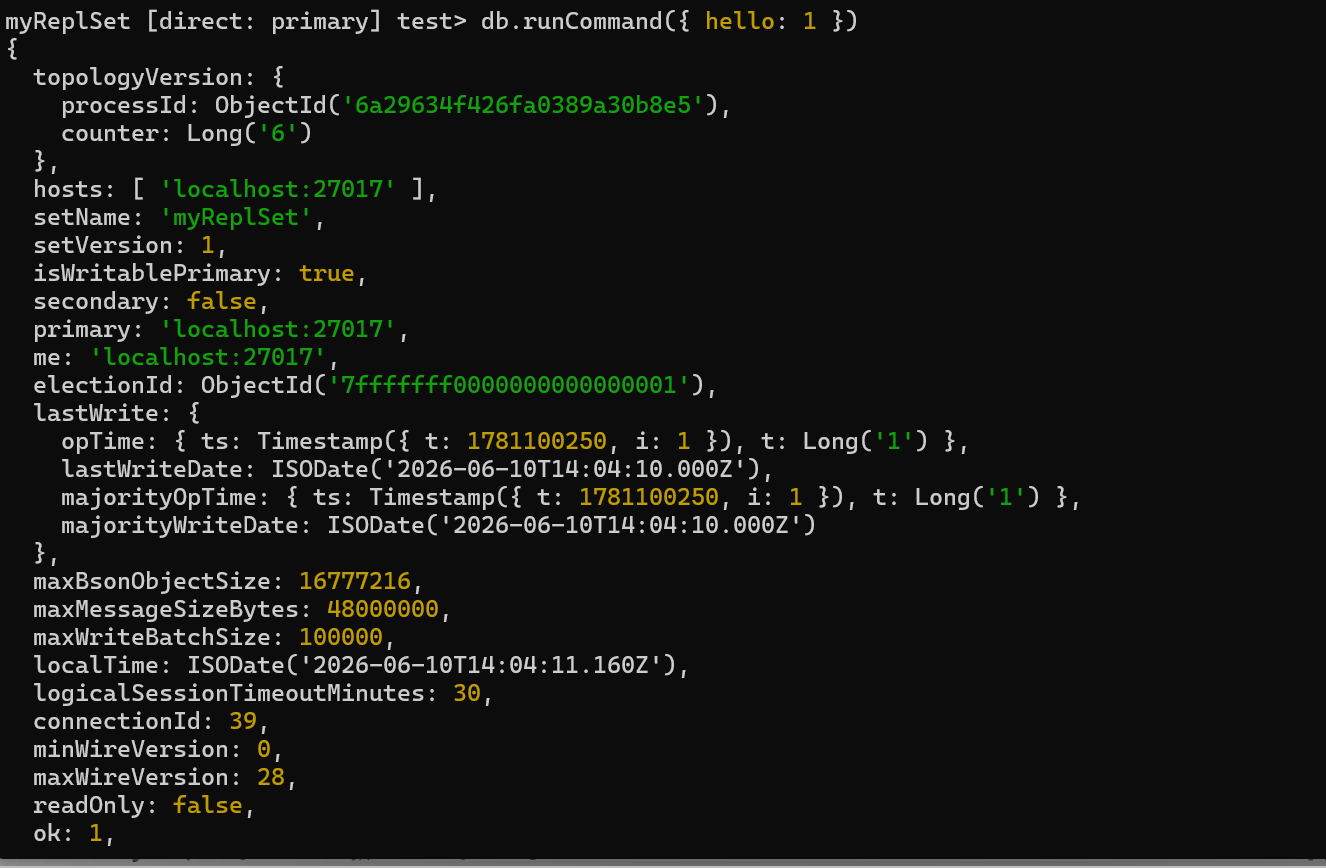 myReplSet [direct: primary] test> db.runCommand({ hello: 1 })
{
  topologyVersion: {
    processId: ObjectId('6a29634f426fa0389a30b8e5'),
    counter: Long('6')
  },
  hosts: [ 'localhost:27017' ],
  setName: 'myReplSet',
  setVersion: 1,
  isWritablePrimary: true,
  secondary: false,
  primary: 'localhost:27017',
  me: 'localhost:27017',
  electionId: ObjectId('7fffffff0000000000000001'),
  lastWrite: {
    opTime: { ts: Timestamp({ t: 1781100250, i: 1 }), t: Long('1') },
    lastWriteDate: ISODate('2026-06-10T14:04:10.000Z'),
    majorityOpTime: { ts: Timestamp({ t: 1781100250, i: 1 }), t: Long('1') },
    majorityWriteDate: ISODate('2026-06-10T14:04:10.000Z')
  },
  maxBsonObjectSize: 16777216,
  maxMessageSizeBytes: 48000000,
  maxWriteBatchSize: 100000,
  localTime: ISODate('2026-06-10T14:04:11.160Z'),
  logicalSessionTimeoutMinutes: 30,
  connectionId: 39,
  minWireVersion: 0,
  maxWireVersion: 28,
  readOnly: false,
  ok: 1,